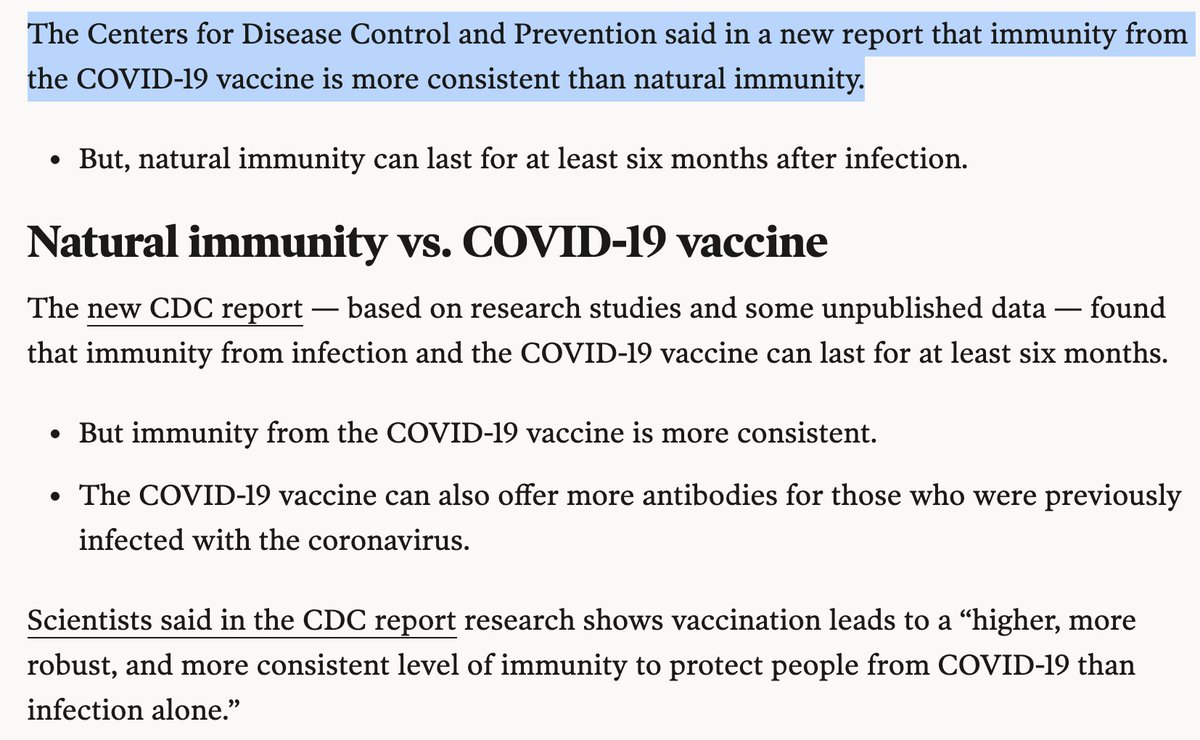 The Centers for Disease Control and Prevention said in a new report that immunity from
the COVID-19 vaccine is more consistent than natural immunity.
• But, natural immunity can last for at least six months after infection.
Natural immunity vs. COVID-19 vaccine
The new CDC report — based on research studies and some unpublished data — found
that immunity from infection and the COVID-19 vaccine can last for at least six months.
• But immunity from the COVID-19 vaccine is more consistent.
• The COVID-19 vaccine can also offer more antibodies for those who were previously
infected with the coronavirus.
Scientists said in the CDC report research shows vaccination leads to a “higher, more
robust, and more consistent level of immunity to protect people from COVID-19 than
infection alone.”